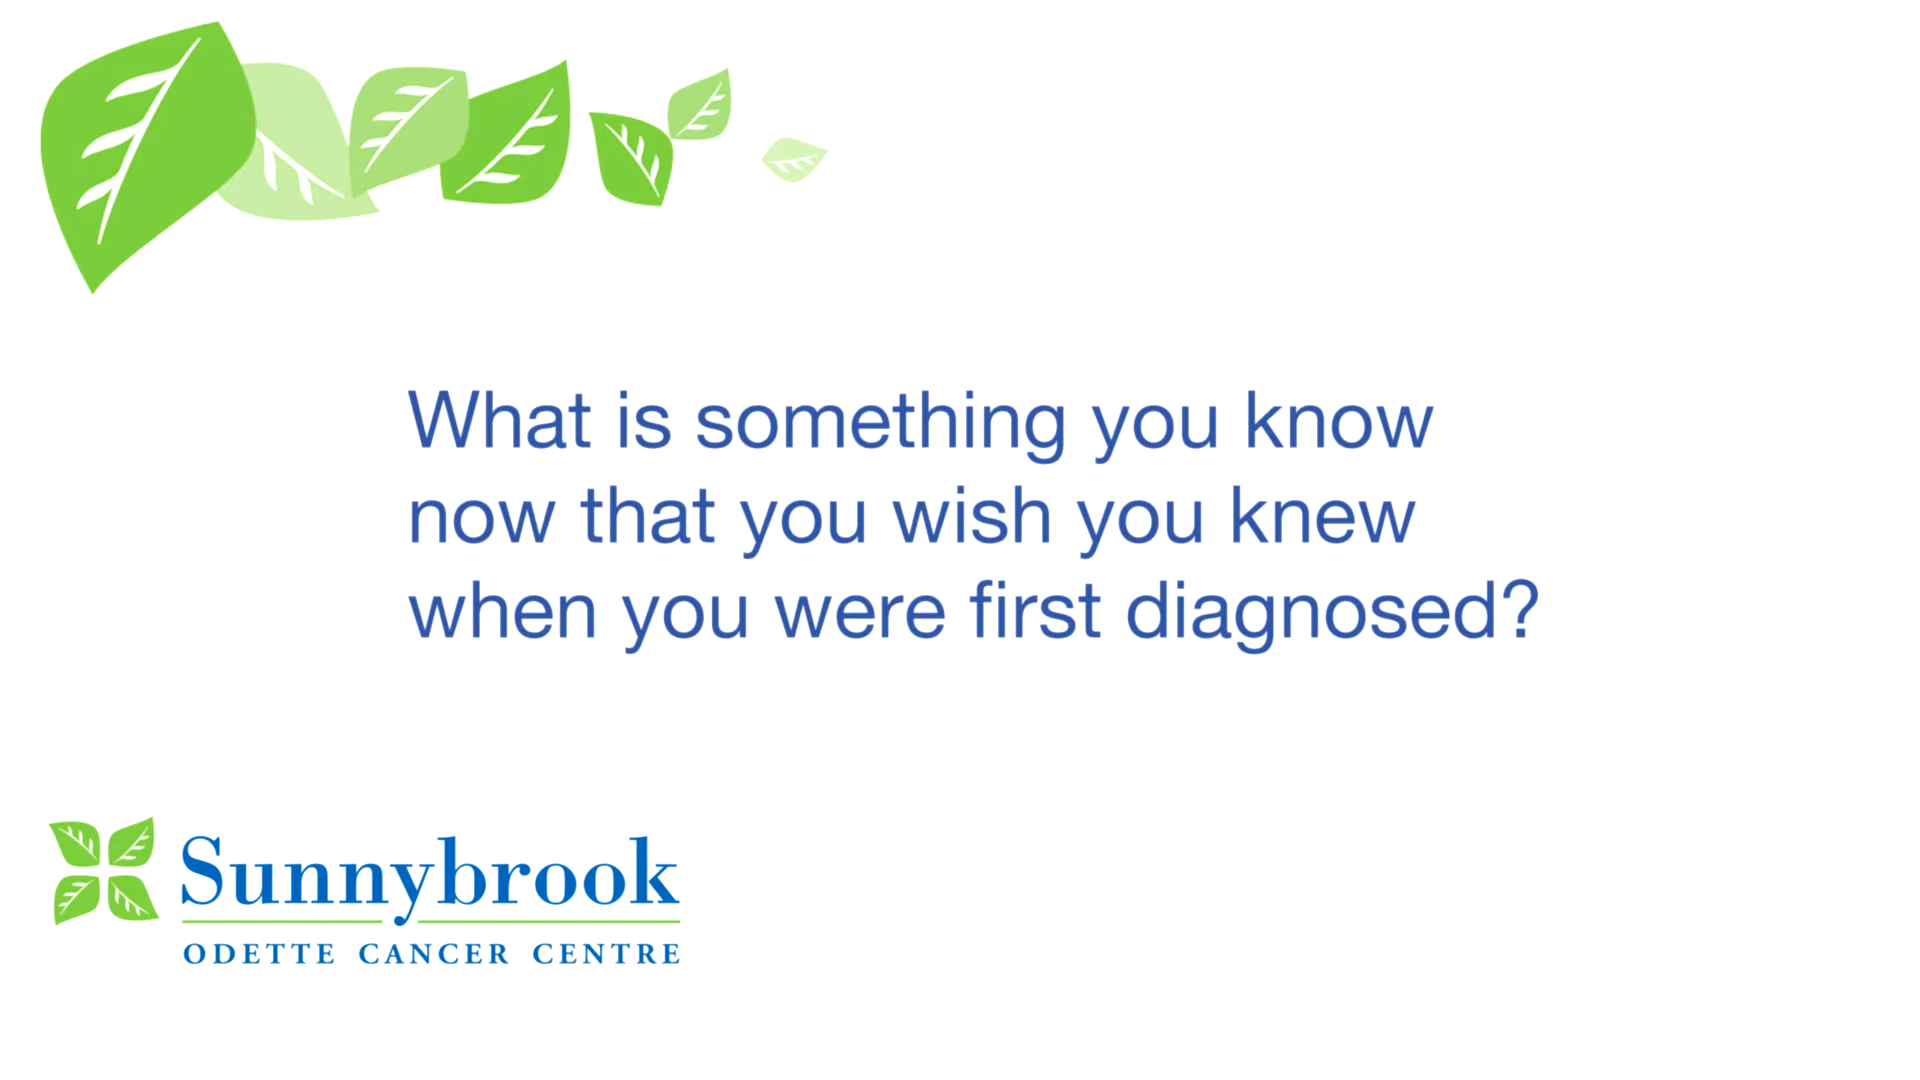 What is something you know
now that you wish you knew
when you were first diagnosed?
Sunnybrook
ODETTE CANCER CENTRE